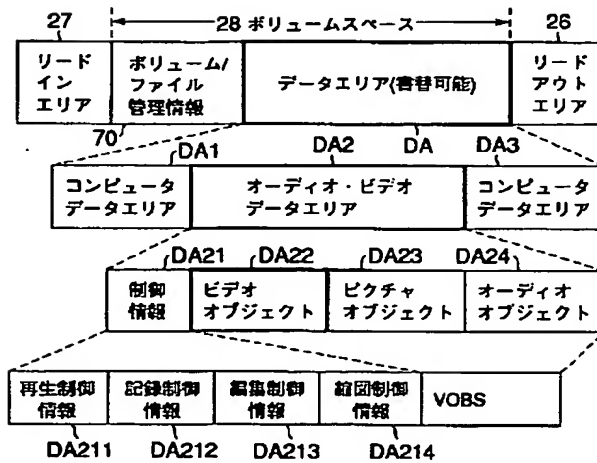 27
28 ボリュームスペース
26
リード
イン
エリア
ボリューム/
ファイル
管理情報
データエリア(書替可能)
リード
アウト
エリア
70
DA1
DA2
DA
DA3
コンピュータ
データエリア
オーディオ・ビデオ
データエリア
コンピュータ
データエリア
DA21
DA22
DA23
DA24
制御
情報
ビデオ
オブジェクト
ピクチャ
オブジェクト
オーディオ
オブジェクト
再生制御
情報
記録制御
情報
編集制御
情報
縮図制御
情報
VOBS
DA211
DA212
DA213
DA214